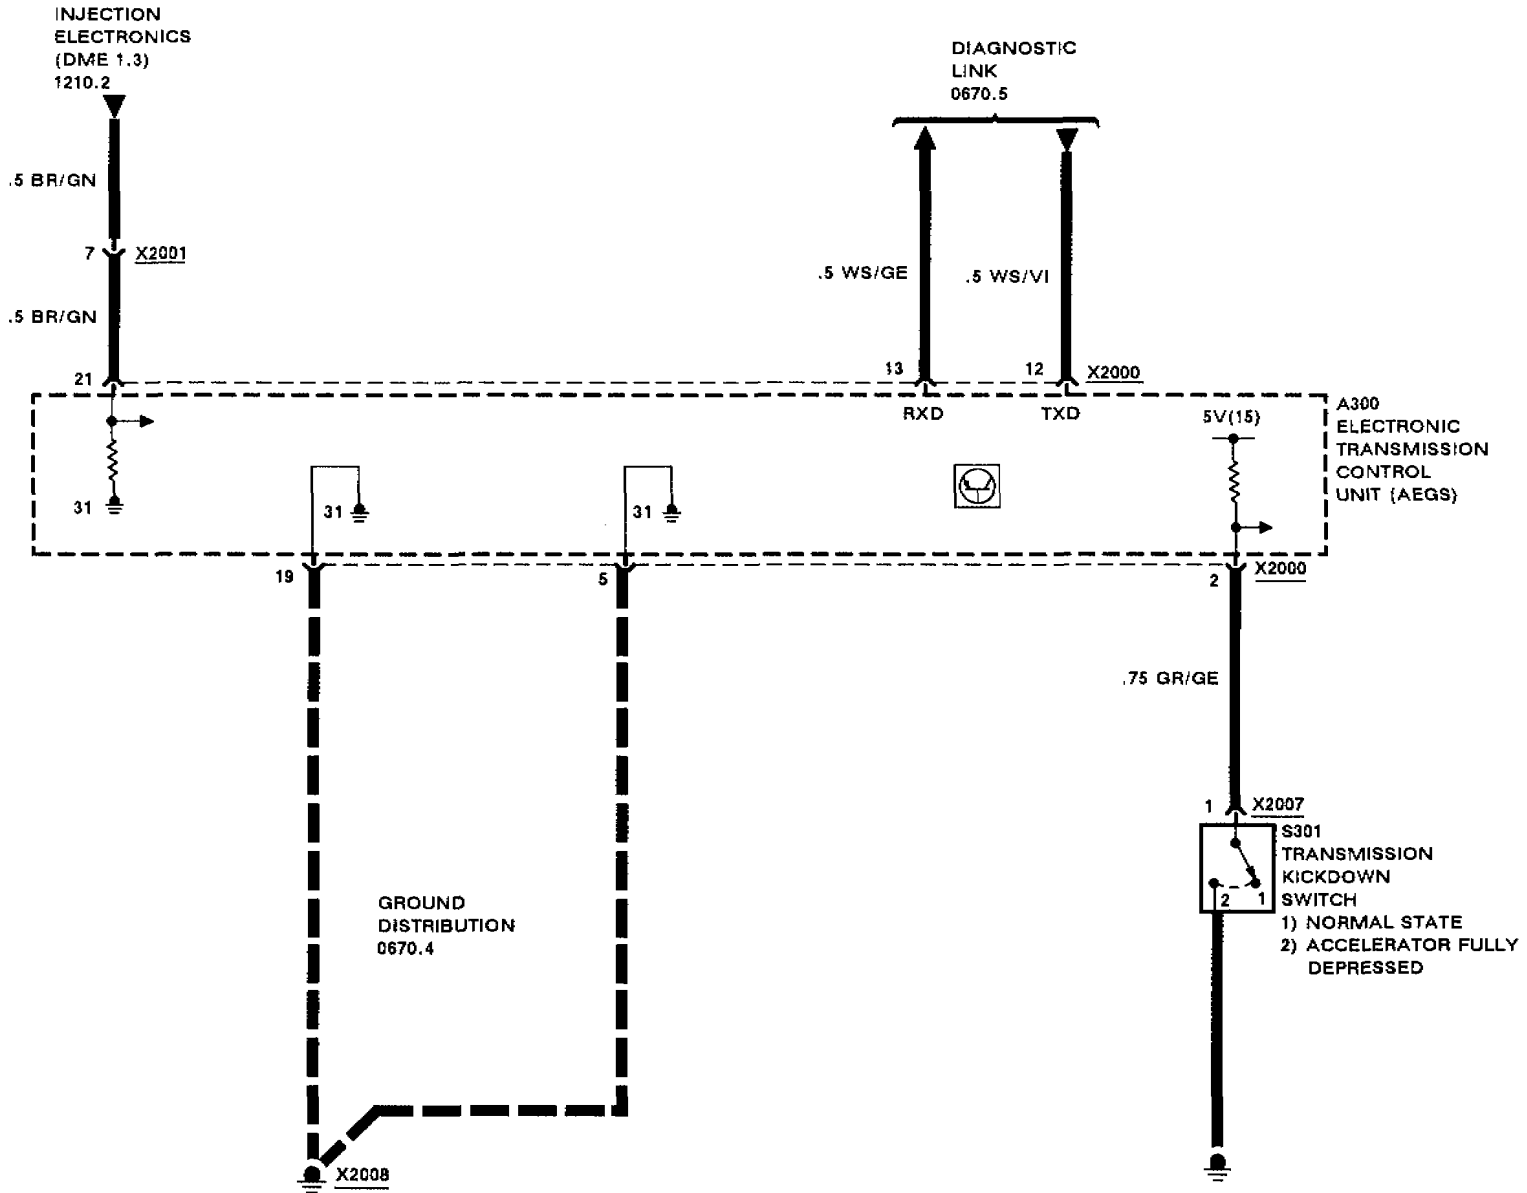 INJECTION
ELECTRONICS
(DME 1.3)
1210.2
DIAGNOSTIC
LINK
0670.5
.5 BR/GN
7 X2001
.5 WS/GE
.5 WS/VI
.5 BR/GN
21
13
12
X2000
RXD
TXD
5V(15)
A300
ELECTRONIC
TRANSMISSION
CONTROL
UNIT (AEGS)
31
31
31
19
5
2
X2000
.75 GR/GE
1 X2007
S301
TRANSMISSION
KICKDOWN
SWITCH
2 1
1) NORMAL STATE
2) ACCELERATOR FULLY
DEPRESSED
GROUND
DISTRIBUTION
0670.4
X2008